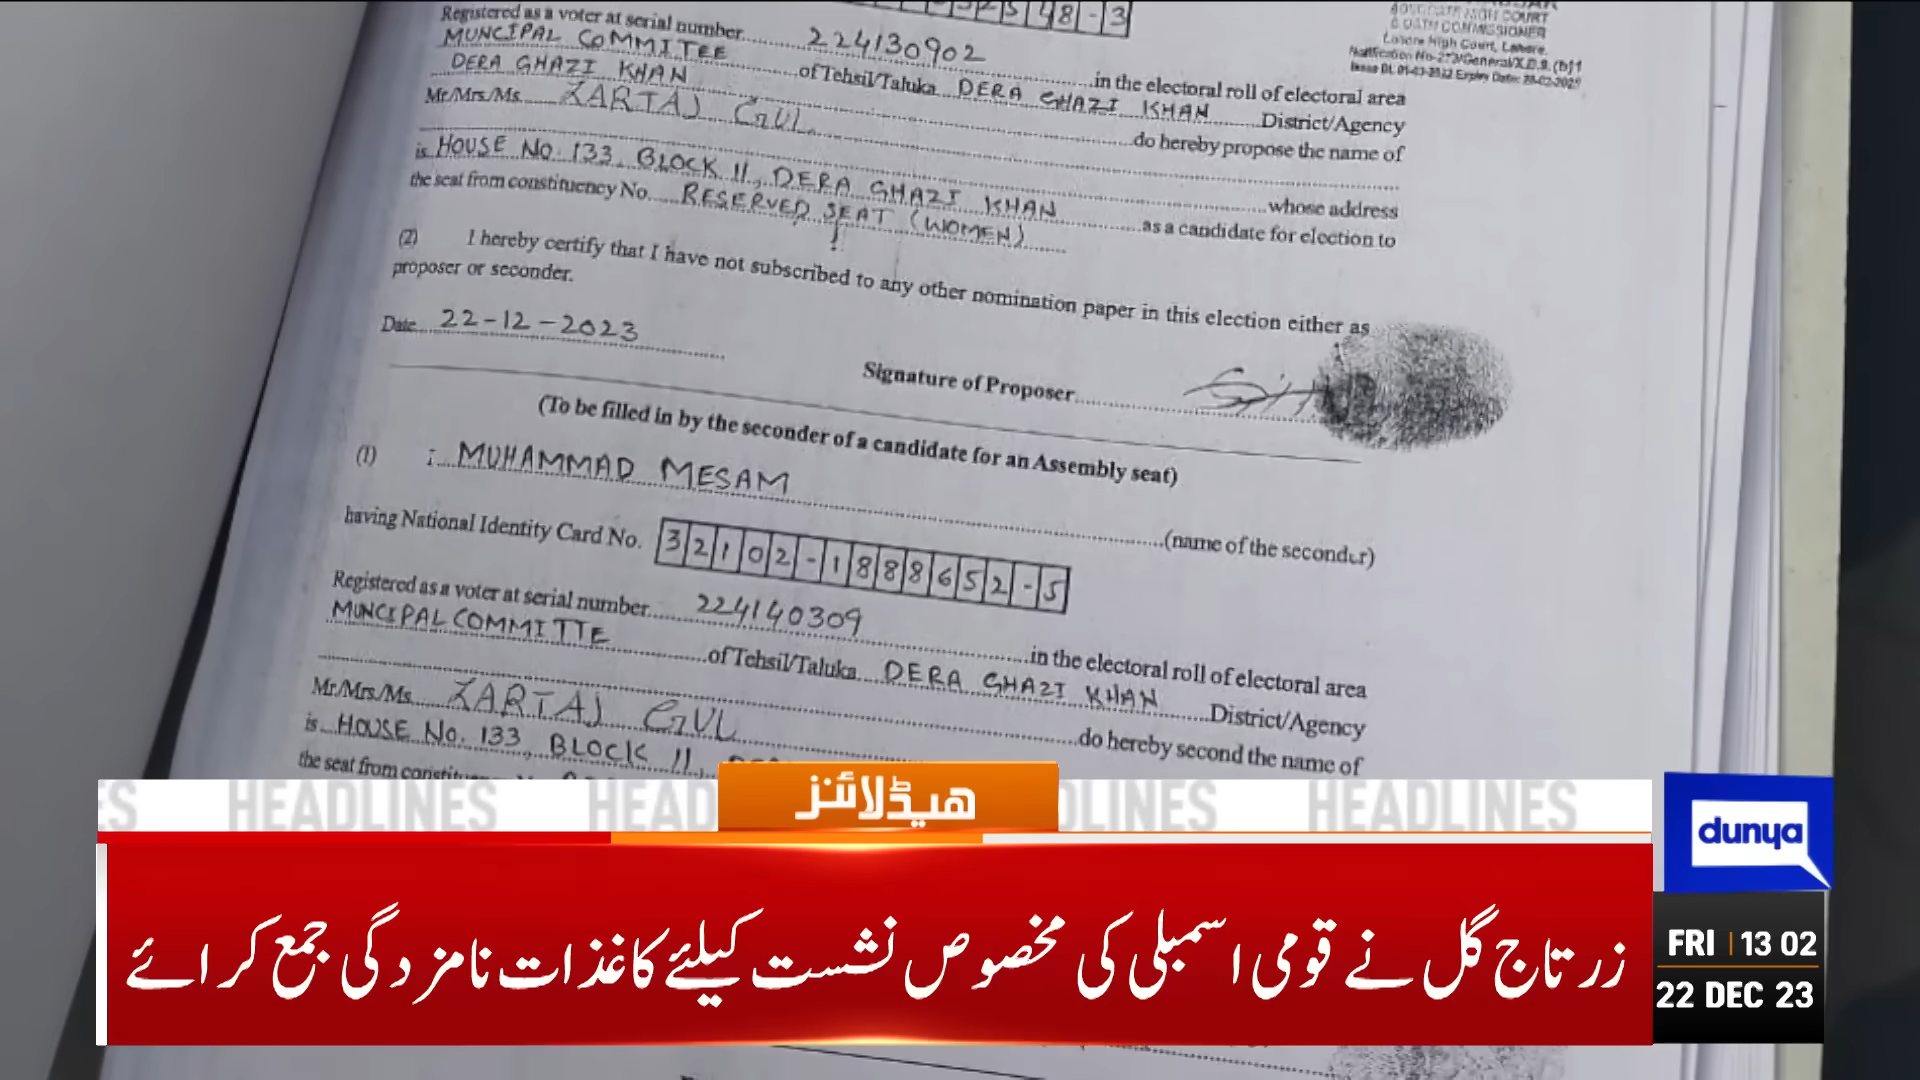 48-3
Registered as a voter at serial number 224130902 in the electoral roll of electoral area
MUNCIPAL COMMITEE of Tehsil/Taluka DERA GHAZI KHAN District/Agency
DERA GHAZI KHAN do hereby propose the name of
Mr/Mrs/Ms. ZARTAJ GUL whose address
is HOUSE No. 133, BLOCK 11, DERA GHAZI KHAN as a candidate for election to
the seat from constituency No. RESERVED SEAT (WOMEN)
(2) I hereby certify that I have not subscribed to any other nomination paper in this election either as
proposer or seconder.
Date 22-12-2023
Signature of Proposer
(To be filled in by the seconder of a candidate for an Assembly seat)
(1) I MUHAMMAD MESAM (name of the seconder)
having National Identity Card No. 32102-1888652-5
Registered as a voter at serial number 224140309 in the electoral roll of electoral area
MUNCIPAL COMMITTE of Tehsil/Taluka DERA GHAZI KHAN District/Agency
do hereby second the name of
Mr/Mrs/Ms. ZARTAJ GUL
is HOUSE No. 133, BLOCK 11,
the seat from
COURT
& OATH COMMISSIONER
Lahore High Court, Lahore.
HEADLINES HEADLINES
ہیڈلائنز
زرتاج گل نے قومی اسمبلی کی مخصوص نشست کیلئے کاغذات نامزدگی جمع کرائے
dunya
FRI 13 02
22 DEC 23